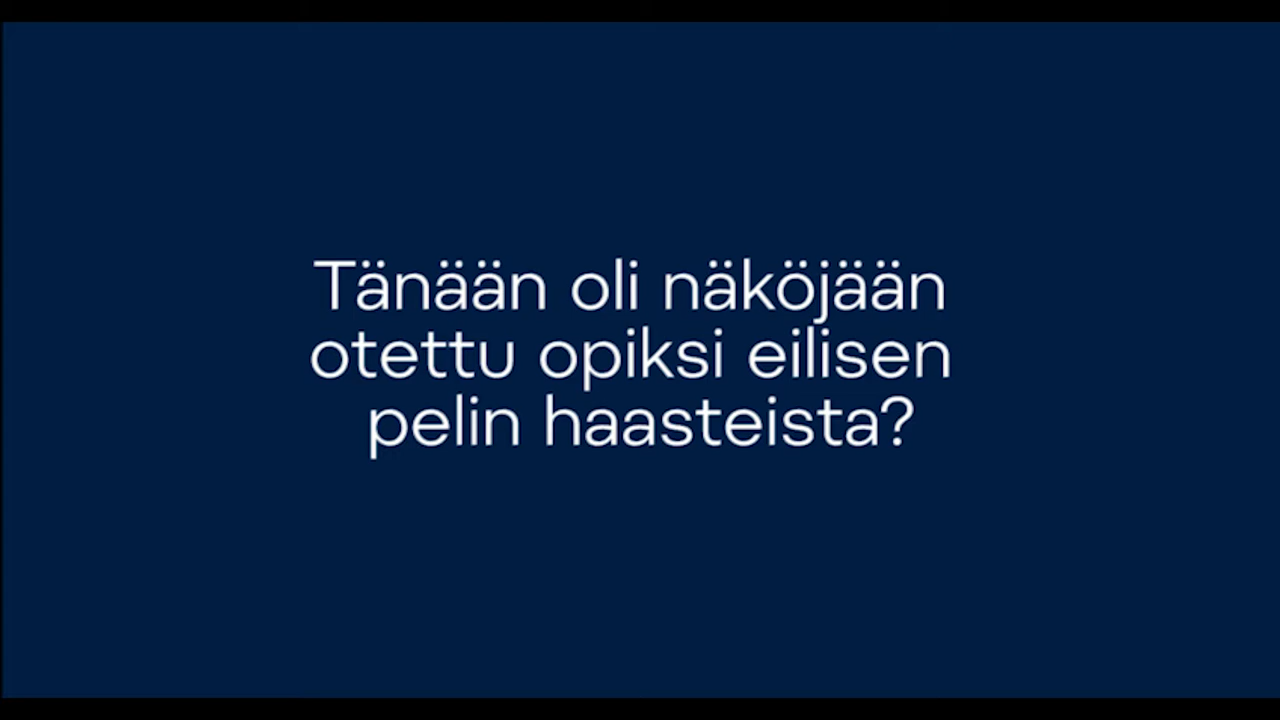 Tänään oli näköjään
otettu opiksi eilisen
pelin haasteista?